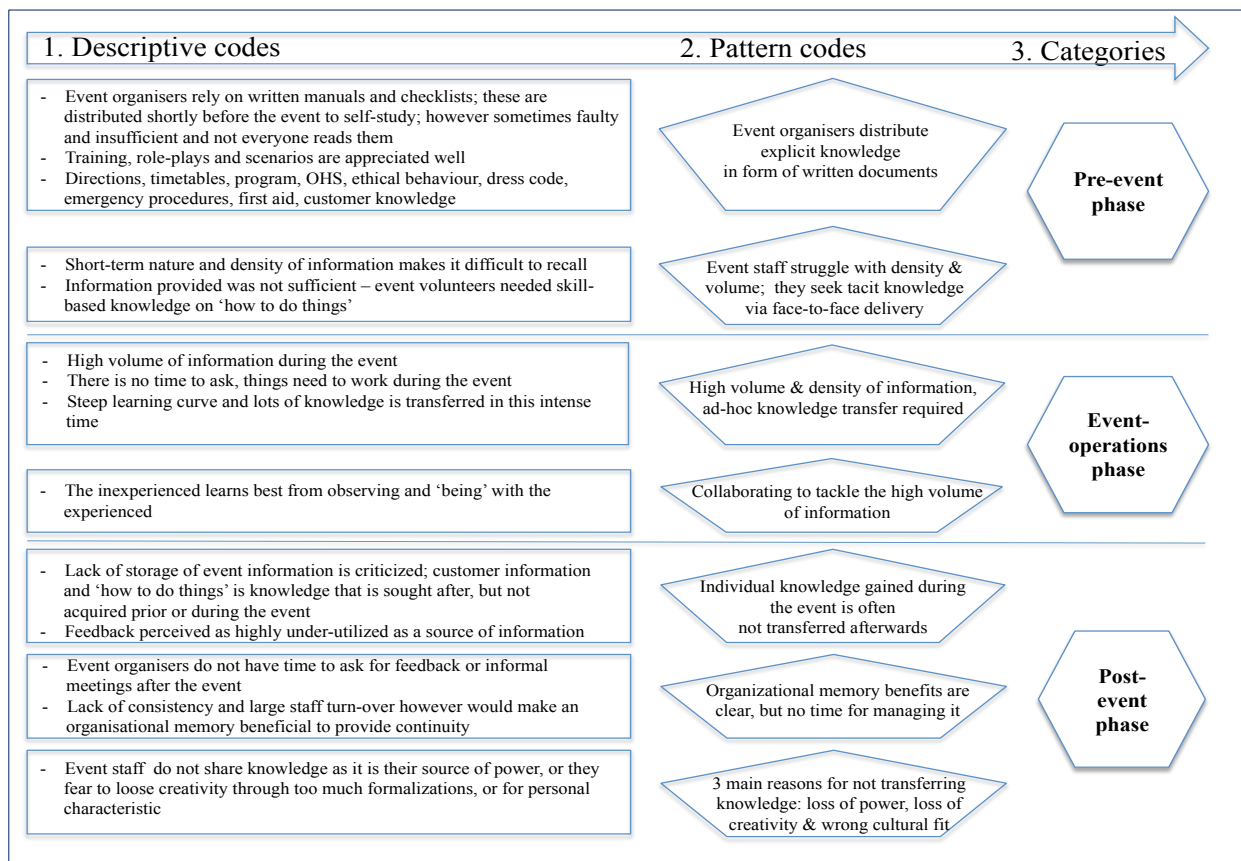 1. Descriptive codes
2. Pattern codes
3. Categories
- Event organisers rely on written manuals and checklists; these are
distributed shortly before the event to self-study; however sometimes faulty
and insufficient and not everyone reads them
- Training, role-plays and scenarios are appreciated well
- Directions, timetables, program, OHS, ethical behaviour, dress code,
emergency procedures, first aid, customer knowledge
Event organisers distribute
explicit knowledge
in form of written documents
Pre-event
phase
- Short-term nature and density of information makes it difficult to recall
- Information provided was not sufficient – event volunteers needed skill-
based knowledge on ‘how to do things’
Event staff struggle with density &
volume; they seek tacit knowledge
via face-to-face delivery
- High volume of information during the event
- There is no time to ask, things need to work during the event
- Steep learning curve and lots of knowledge is transferred in this intense
time
High volume & density of information,
ad-hoc knowledge transfer required
Event-
operations
phase
- The inexperienced learns best from observing and ‘being’ with the
experienced
Collaborating to tackle the high volume
of information
- Lack of storage of event information is criticized; customer information
and ‘how to do things’ is knowledge that is sought after, but not
acquired prior or during the event
- Feedback perceived as highly under-utilized as a source of information
Individual knowledge gained during
the event is often
not transferred afterwards
- Event organisers do not have time to ask for feedback or informal
meetings after the event
- Lack of consistency and large staff turn-over however would make an
organisational memory beneficial to provide continuity
Organizational memory benefits are
clear, but no time for managing it
Post-
event
phase
- Event staff do not share knowledge as it is their source of power, or they
fear to loose creativity through too much formalizations, or for personal
characteristic
3 main reasons for not transferring
knowledge: loss of power, loss of
creativity & wrong cultural fit